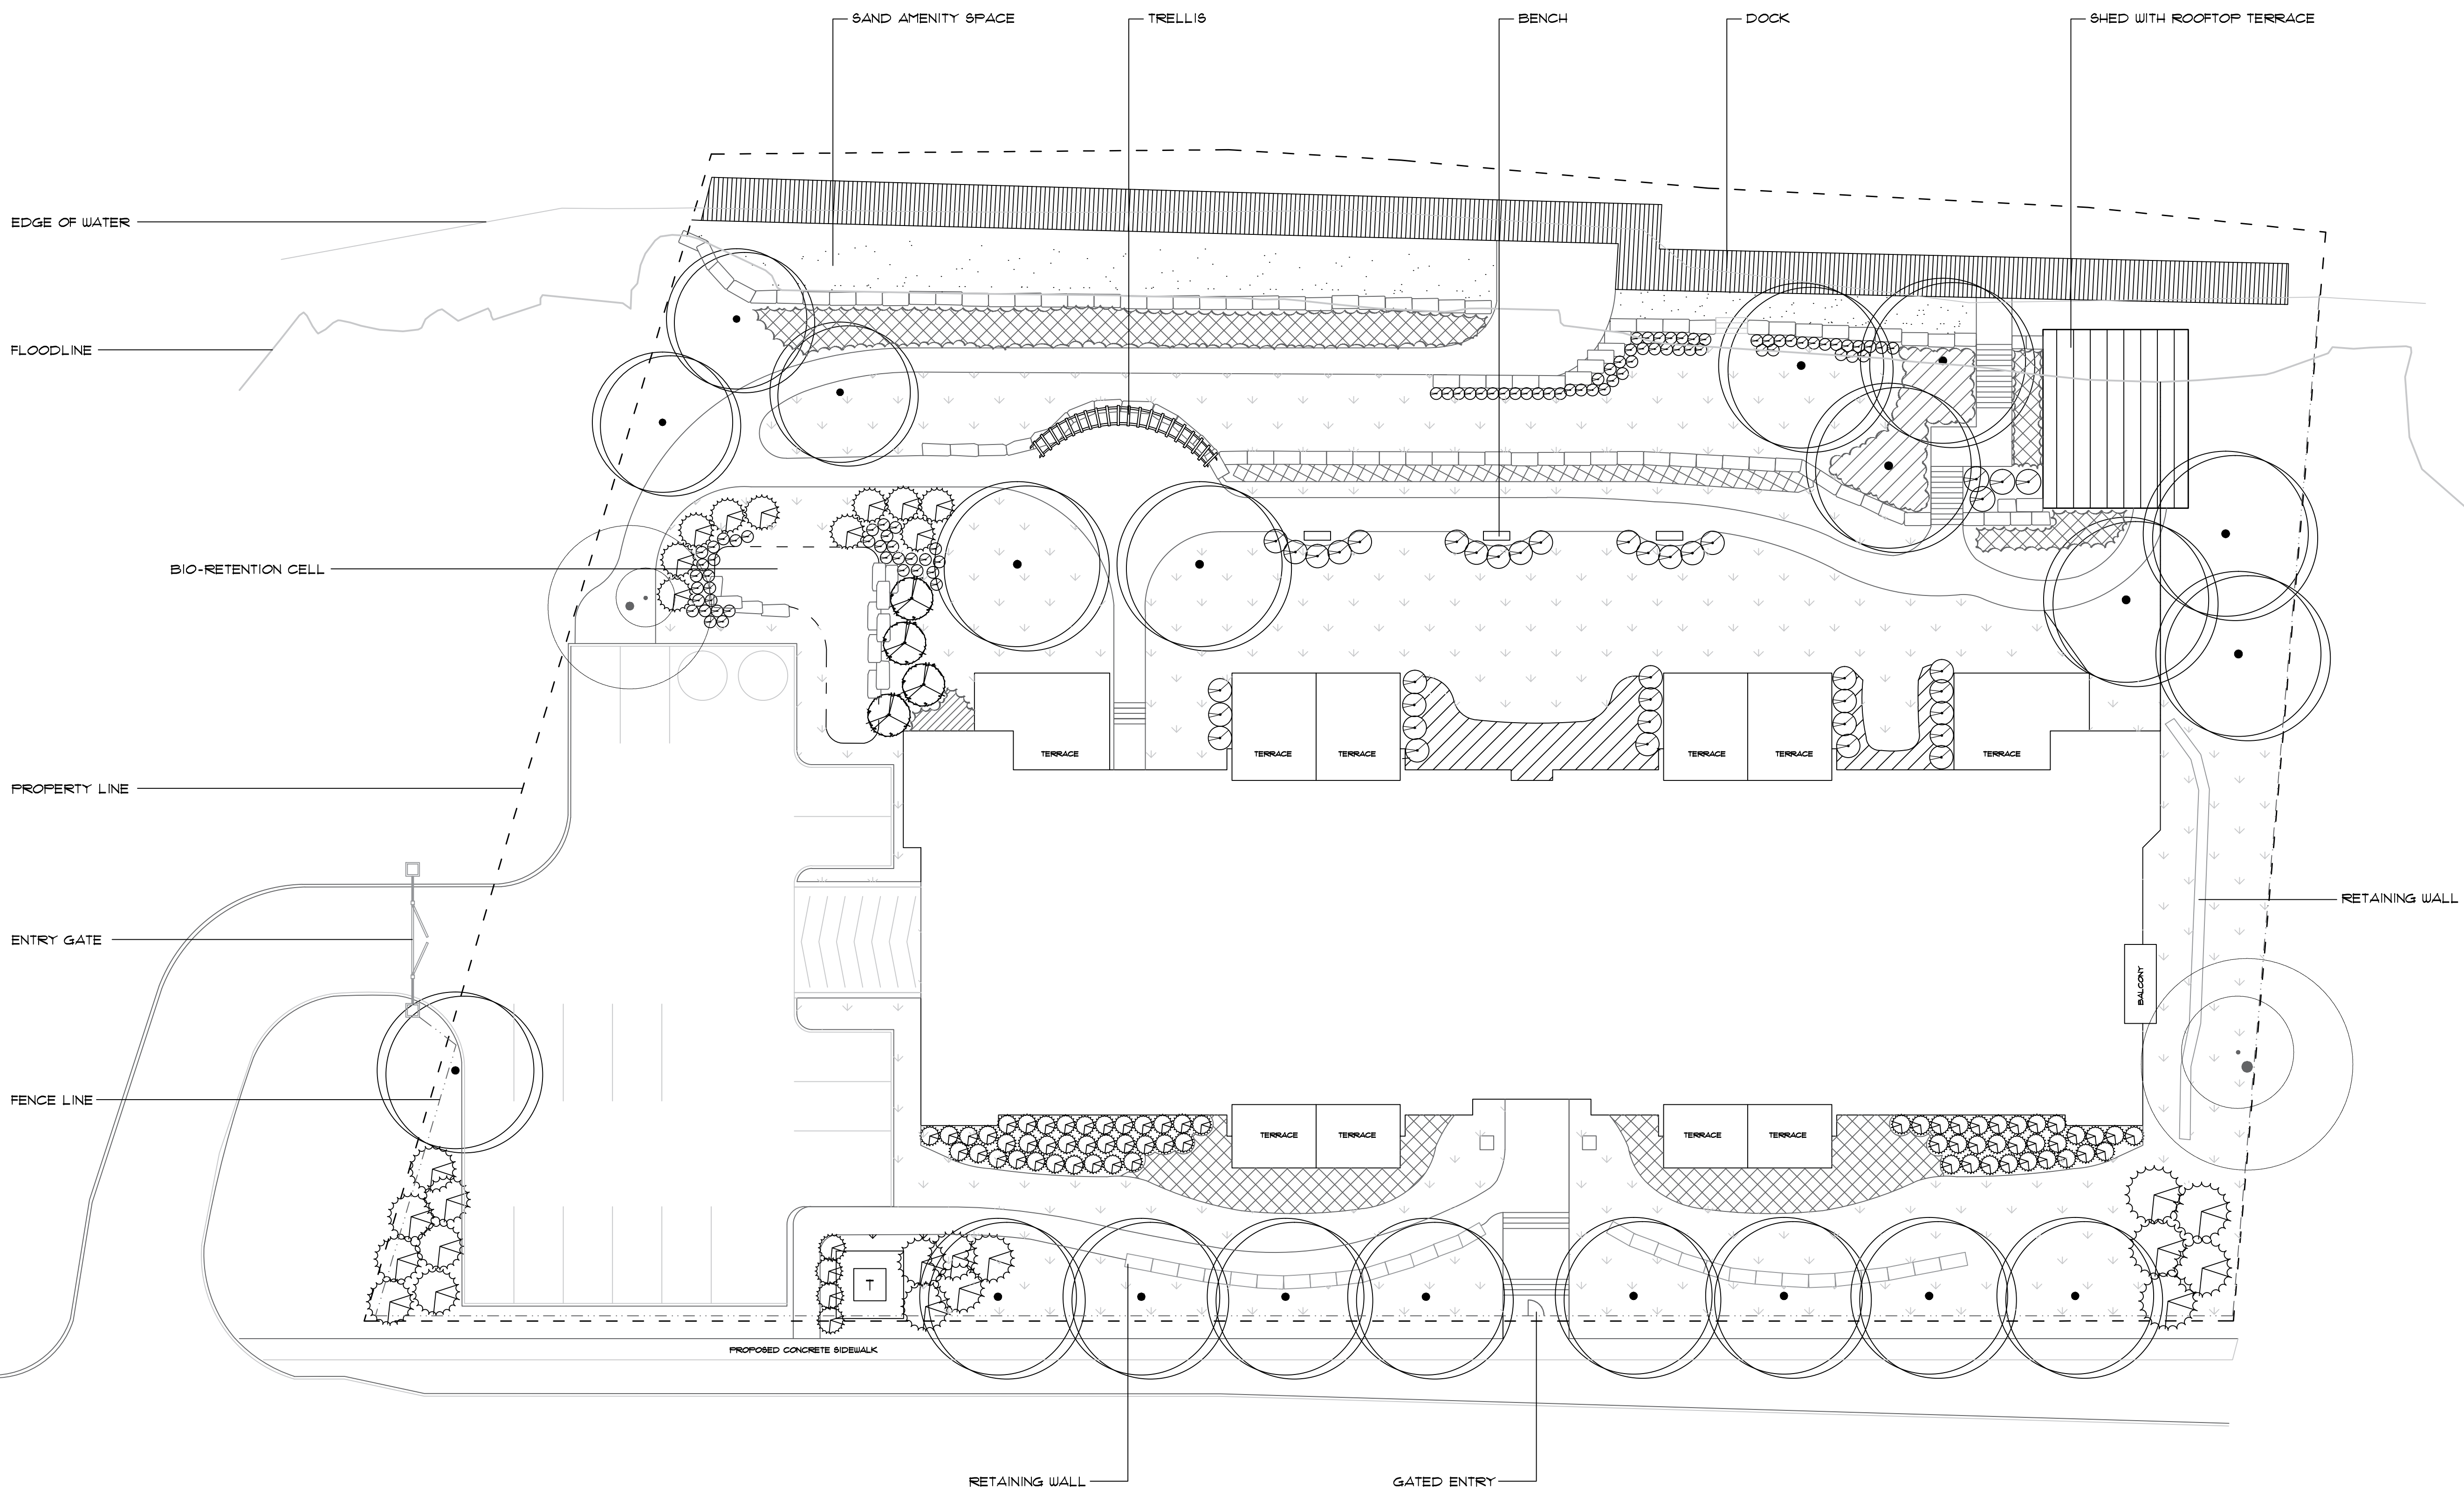 SAND AMENITY SPACE
TRELLIS
BENCH
DOCK
SHED WITH ROOFTOP TERRACE
EDGE OF WATER
FLOODLINE
BIO-RETENTION CELL
TERRACE
TERRACE
TERRACE
TERRACE
TERRACE
TERRACE
PROPERTY LINE
RETAINING WALL
ENTRY GATE
BALCONY
FENCE LINE
TERRACE
TERRACE
TERRACE
TERRACE
T
PROPOSED CONCRETE SIDEWALK
RETAINING WALL
GATED ENTRY